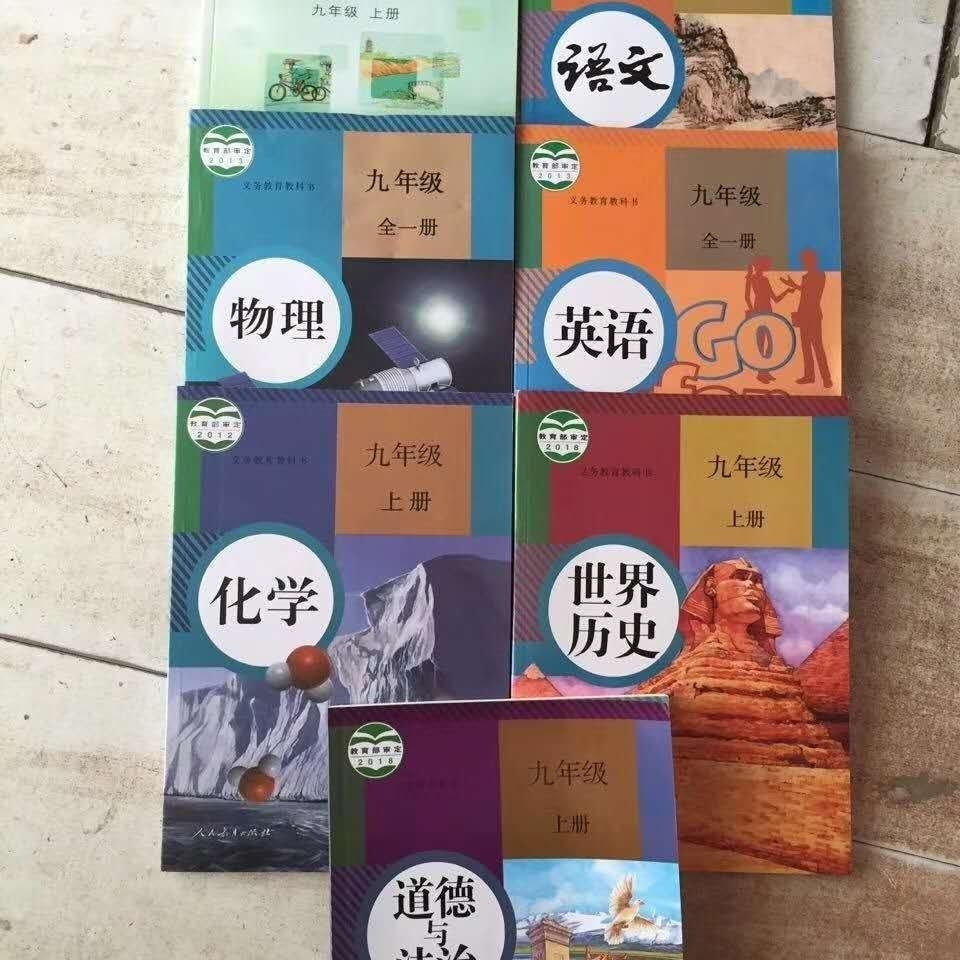 九年级 上册
语文
教育部审定
2013
义务教育教科书
九年级
全一册
物理
教育部审定
2013
义务教育教科书
九年级
全一册
英语
Go
for
教育部审定
2012
义务教育教科书
九年级
上册
化学
人民教育出版社
教育部审定
2018
义务教育教科书
九年级
上册
世界
历史
教育部审定
2018
九年级
上册
道德
与
法治